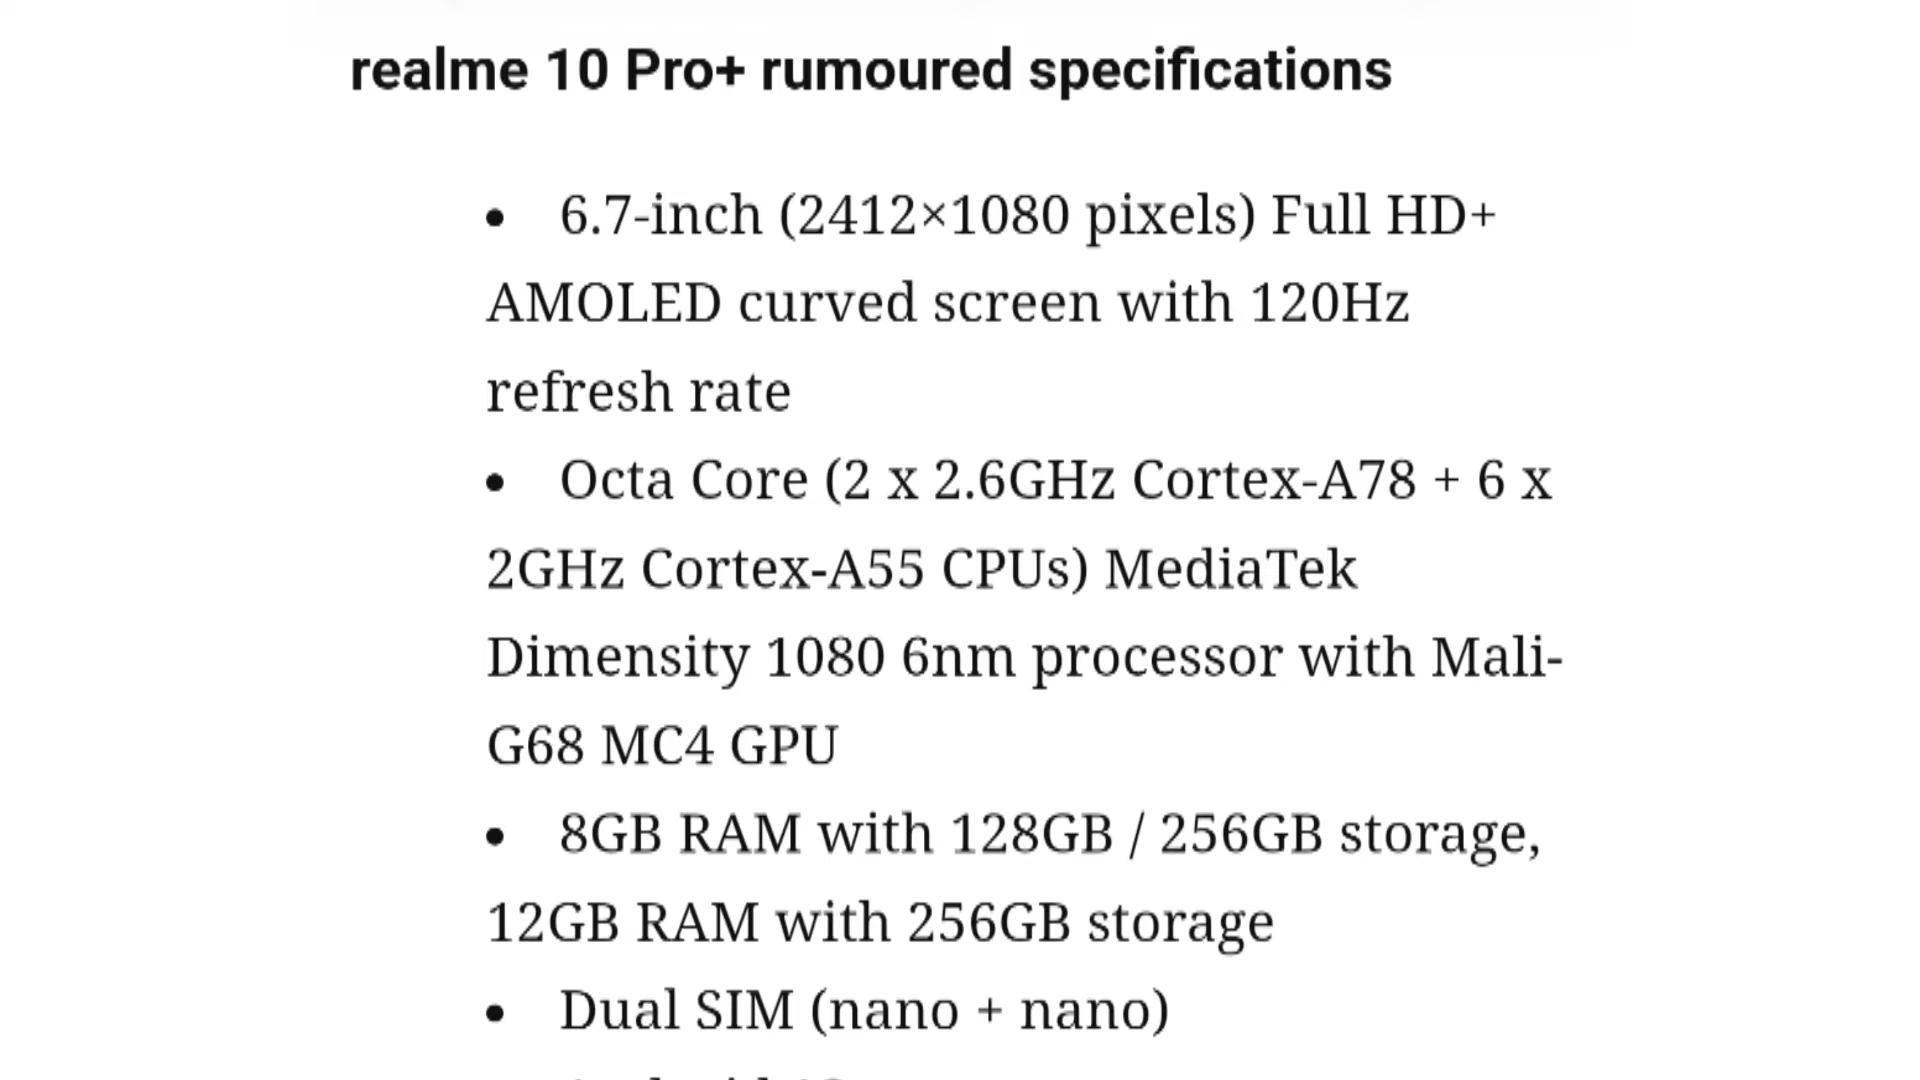 realme 10 Pro+ rumoured specifications
• 6.7-inch (2412×1080 pixels) Full HD+
AMOLED curved screen with 120Hz
refresh rate
• Octa Core (2 x 2.6GHz Cortex-A78 + 6 x
2GHz Cortex-A55 CPUs) MediaTek
Dimensity 1080 6nm processor with Mali-
G68 MC4 GPU
• 8GB RAM with 128GB / 256GB storage,
12GB RAM with 256GB storage
• Dual SIM (nano + nano)